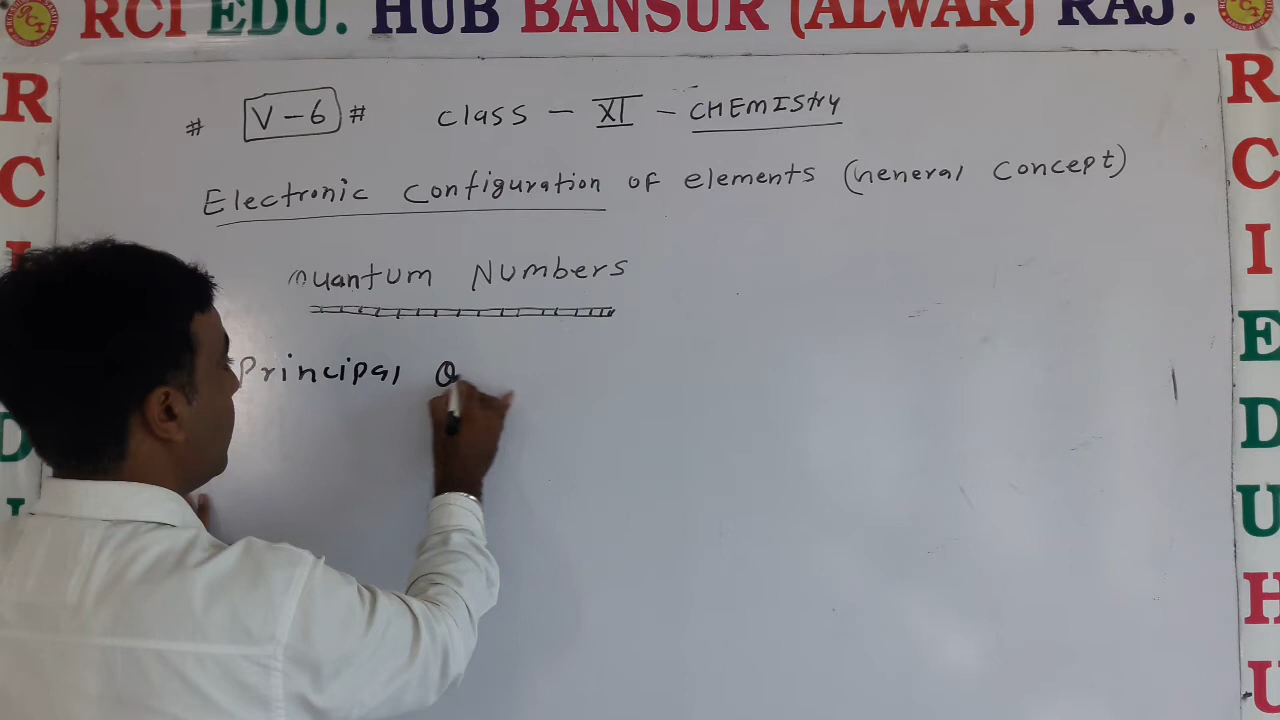 RCI EDU. HUB BANSUR (ALWAR) RAJ.
# V-6 # Class - XI - CHEMIStry
Electronic Configuration of elements (General Concept)
Quantum Numbers
Principal Q
R
C
I
D
U
R
C
I
E
D
U
H
U